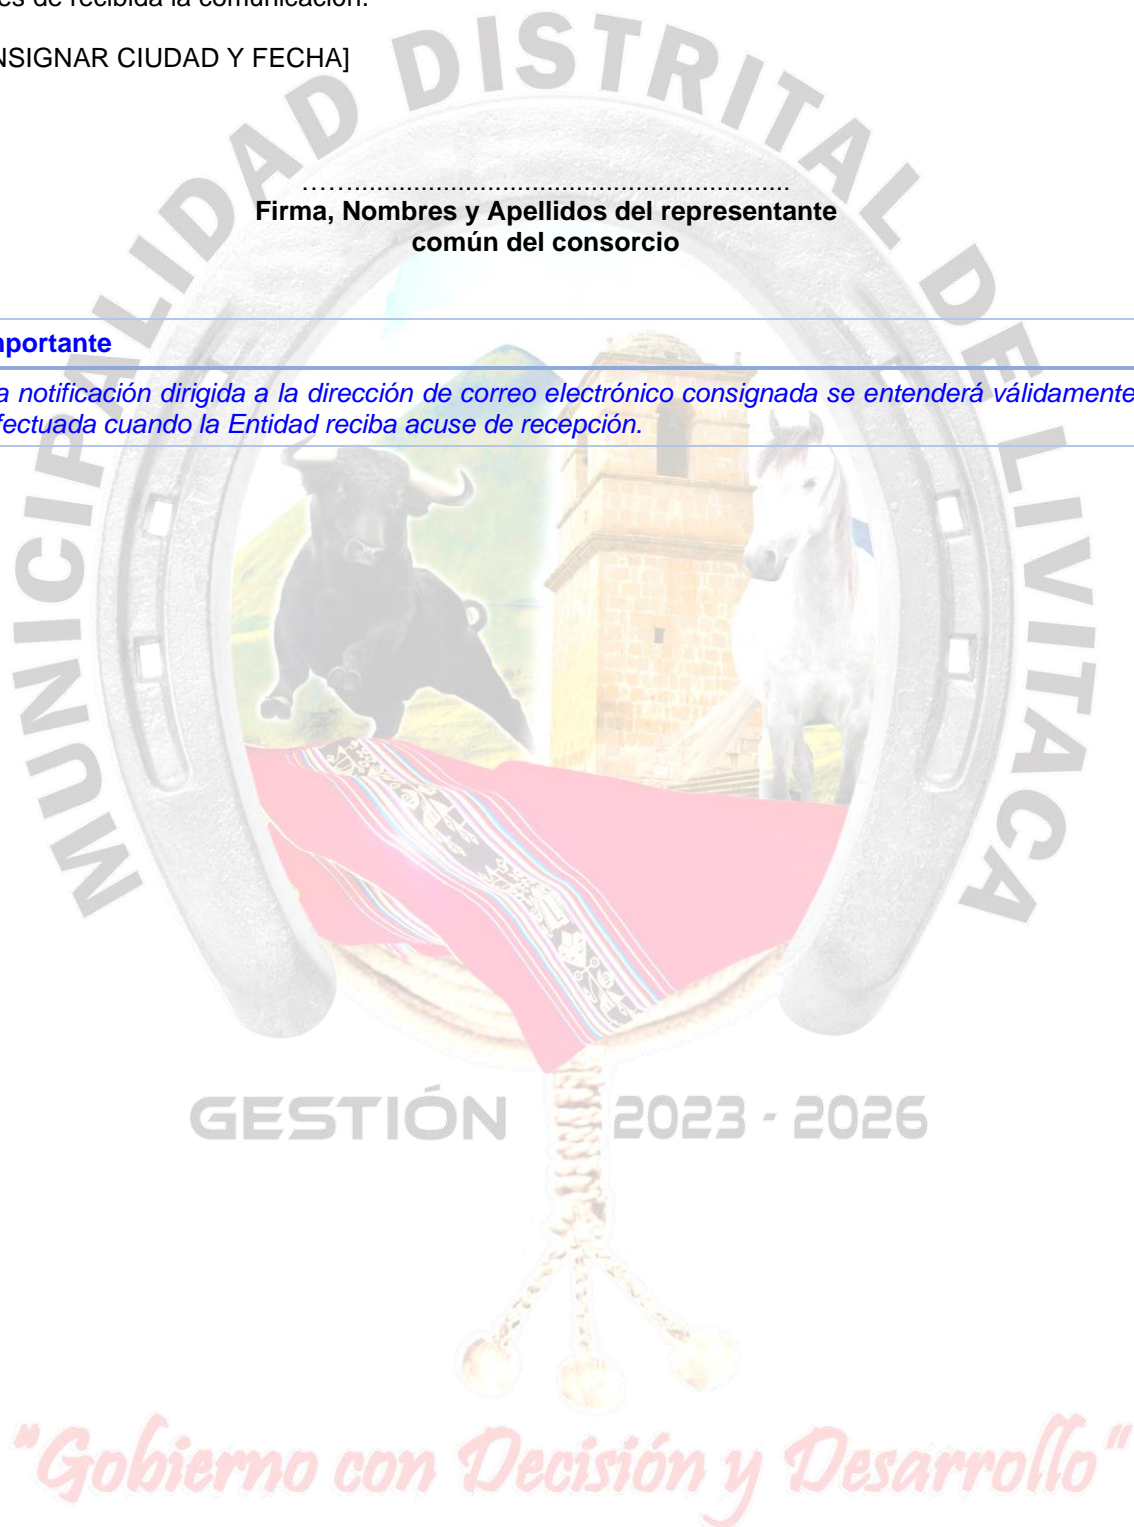 es de recibida la comunicación.
NSIGNAR CIUDAD Y FECHA]
MUNICIPALIDAD DISTRITAL DE LIVITACA
……...........................................................
Firma, Nombres y Apellidos del representante
común del consorcio
mportante
a notificación dirigida a la dirección de correo electrónico consignada se entenderá válidamente
fectuada cuando la Entidad reciba acuse de recepción.
GESTIÓN 2023 - 2026
"Gobierno con Decisión y Desarrollo"